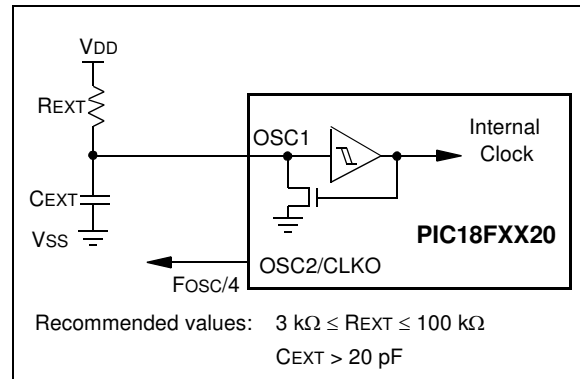 VDD
REXT
OSC1
Internal
Clock
CEXT
VSS
PIC18FXX20
OSC2/CLKO
FOSC/4
Recommended values: 3 kΩ ≤ REXT ≤ 100 kΩ
CEXT > 20 pF